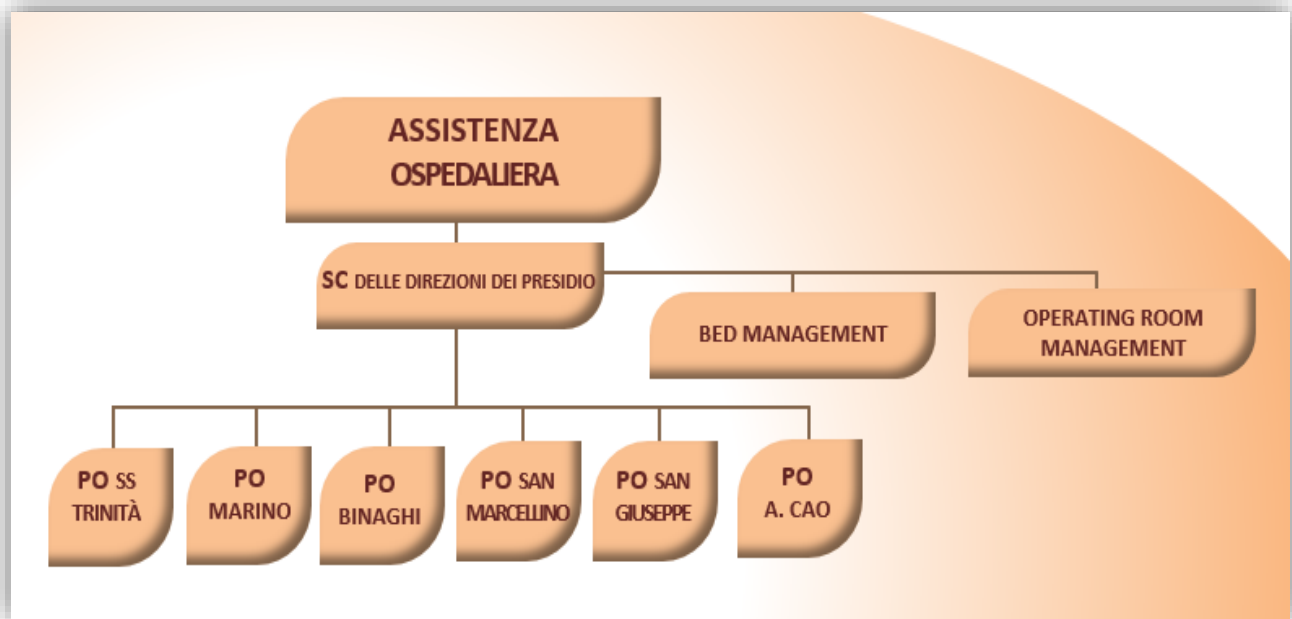 ASSISTENZA
OSPEDALIERA
SC DELLE DIREZIONI DEI PRESIDIO
BED MANAGEMENT
OPERATING ROOM
MANAGEMENT
PO SS
TRINITÀ
PO
MARINO
PO
BINAGHI
PO SAN
MARCELLINO
PO SAN
GIUSEPPE
PO
A. CAO